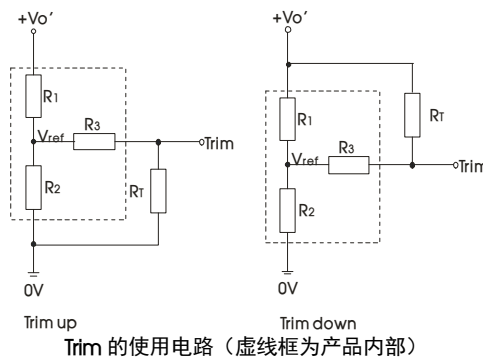 +Vo’
R1
Vref
R3
Trim
R2
RT
0V
Trim up
+Vo’
R1
RT
Vref
R3
Trim
R2
0V
Trim down
Trim 的使用电路（虚线框为产品内部）